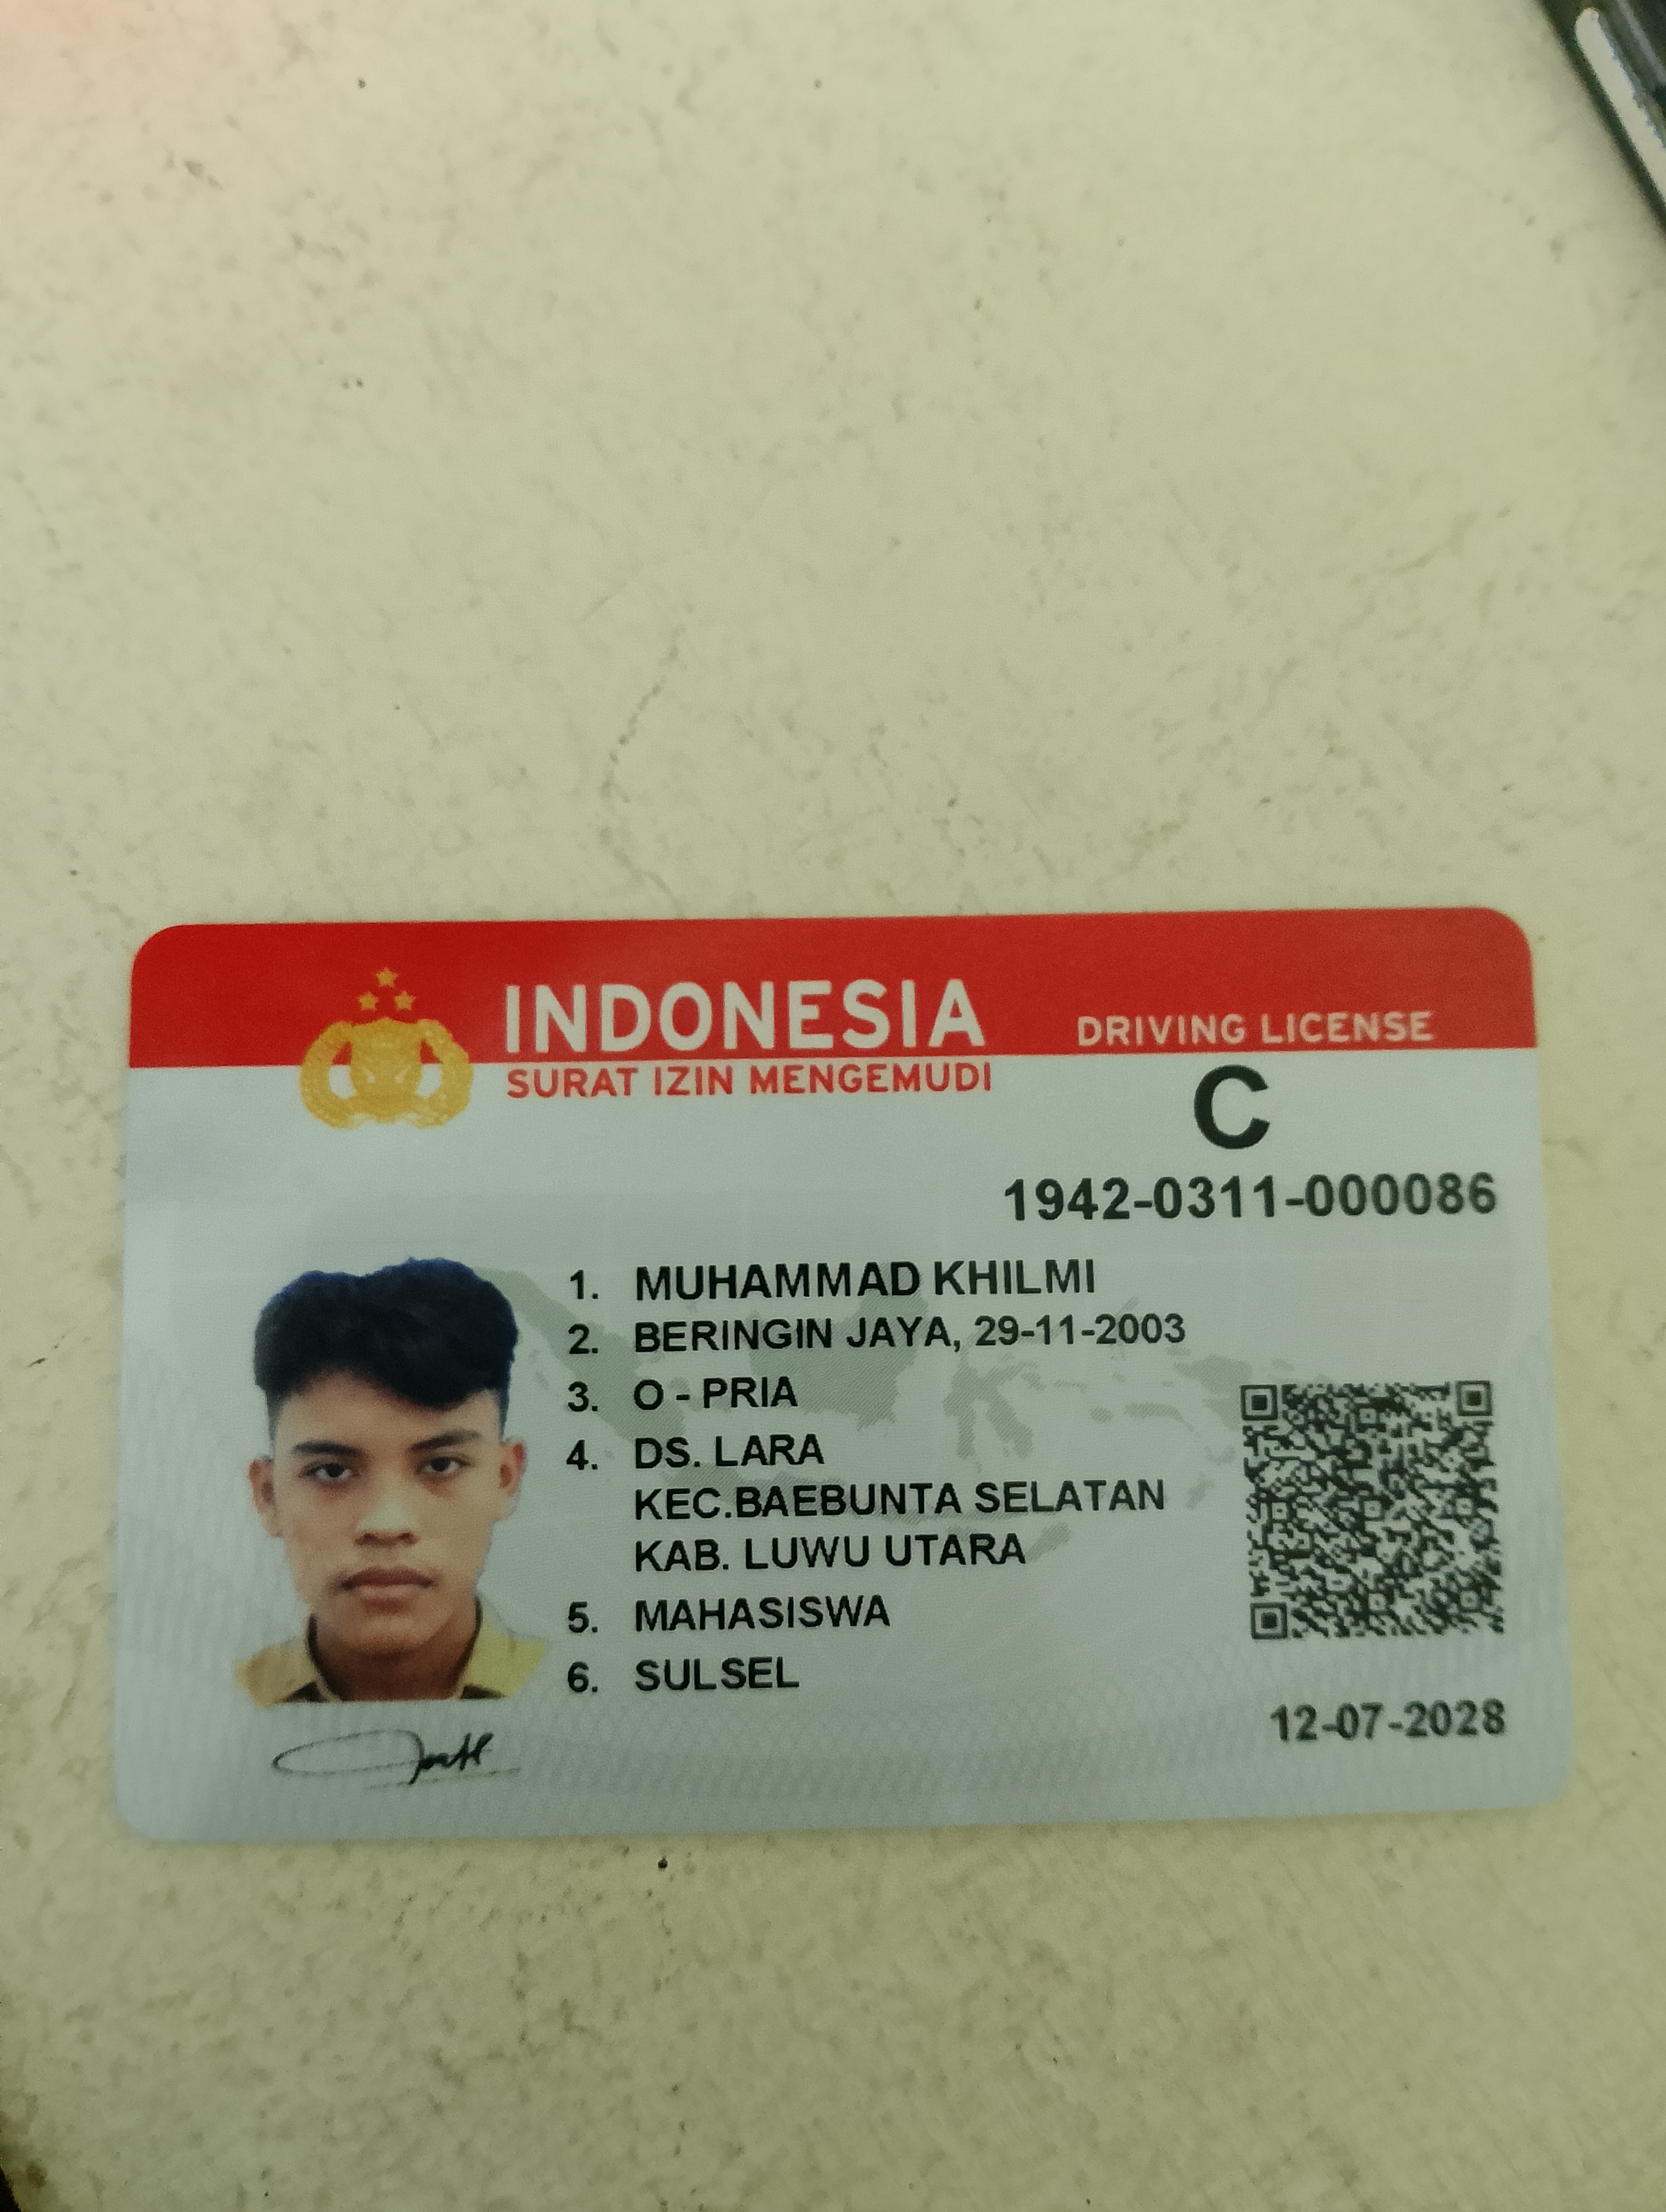 INDONESIA
DRIVING LICENSE
SURAT IZIN MENGEMUDI
C
1942-0311-000086
1. MUHAMMAD KHILMI
2. BERINGIN JAYA, 29-11-2003
3. O - PRIA
4. DS. LARA
KEC.BAEBUNTA SELATAN
KAB. LUWU UTARA
5. MAHASISWA
6. SULSEL
12-07-2028